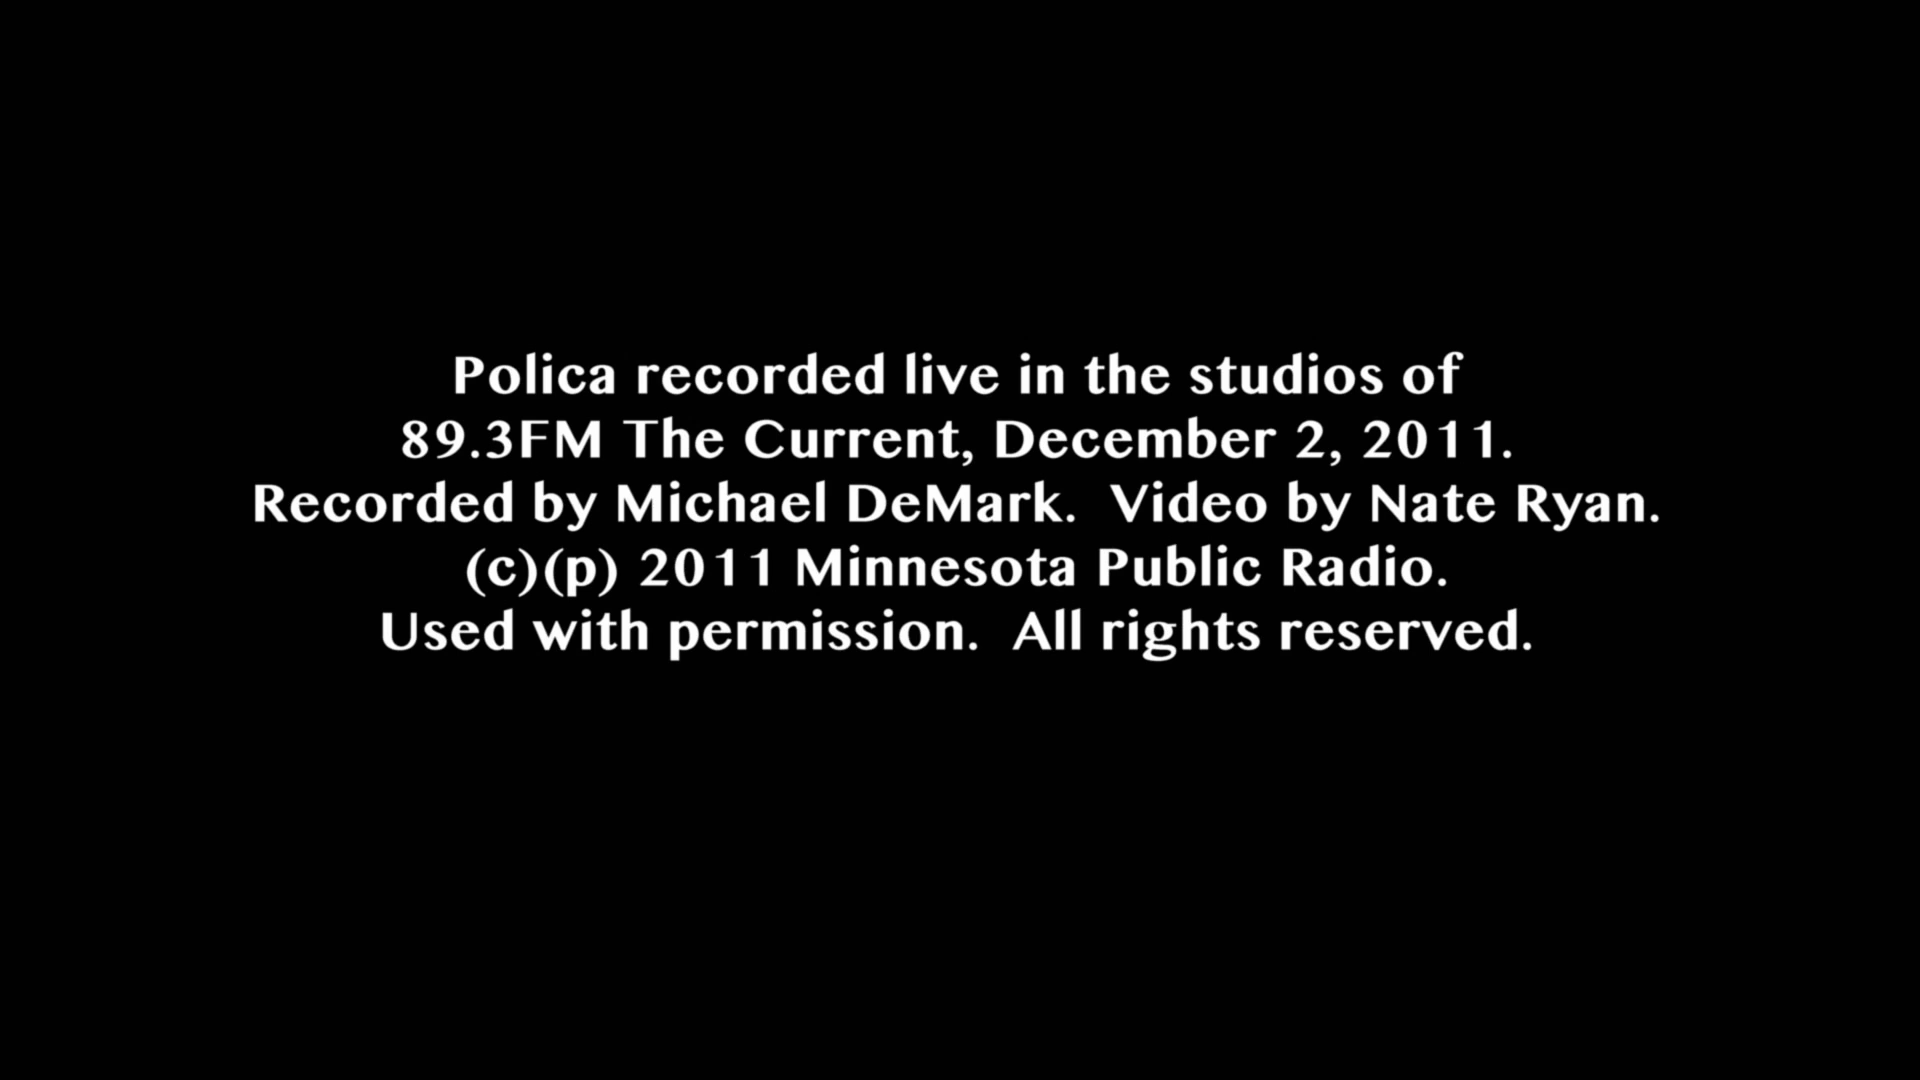 Polica recorded live in the studios of
89.3FM The Current, December 2, 2011.
Recorded by Michael DeMark.  Video by Nate Ryan.
(c)(p) 2011 Minnesota Public Radio.
Used with permission.  All rights reserved.